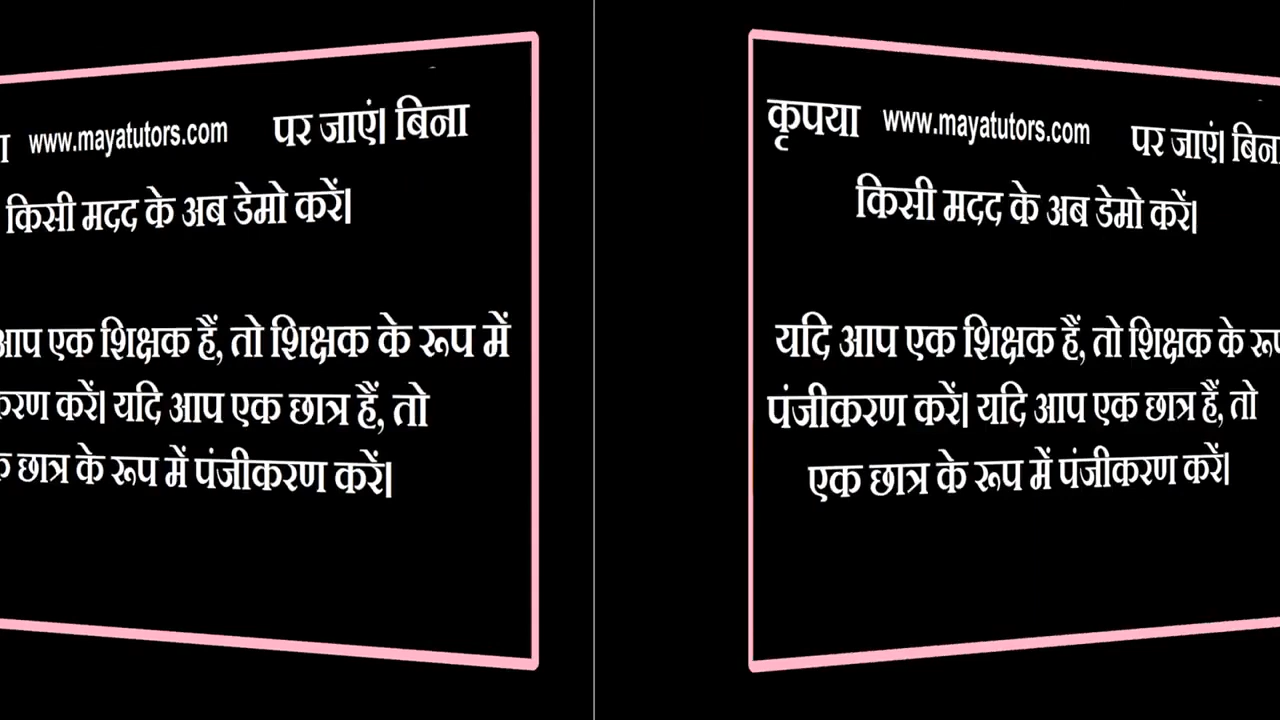 www.mayatutors.com पर जाएं। बिना
किसी मदद के अब डेमो करें।
आप एक शिक्षक हैं, तो शिक्षक के रूप में
करें। यदि आप एक छात्र हैं, तो
छात्र के रूप में पंजीकरण करें।
कृपया www.mayatutors.com पर जाएं। बिना
किसी मदद के अब डेमो करें।
यदि आप एक शिक्षक हैं, तो शिक्षक के
पंजीकरण करें। यदि आप एक छात्र हैं, तो
एक छात्र के रूप में पंजीकरण करें।